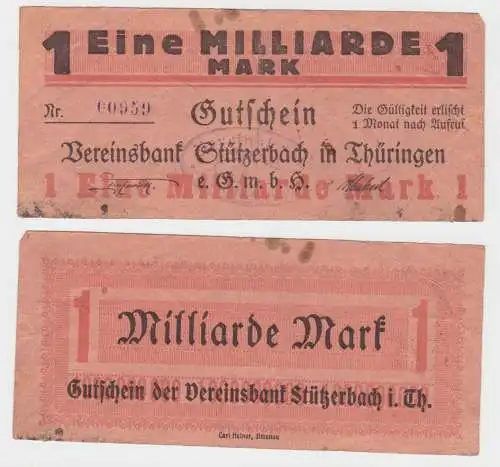 1 Eine MILLIARDE 1
MARK
Nr. 00959
Gutschein
Die Gültigkeit erlischt
1 Monat nach Aufruf
Vereinsbank Stützerbach in Thüringen
e. G. m. b. H.
1 Eine Milliarde Mark 1
1 Milliarde Mark 1
Gutschein der Vereinsbank Stützerbach i. Th.